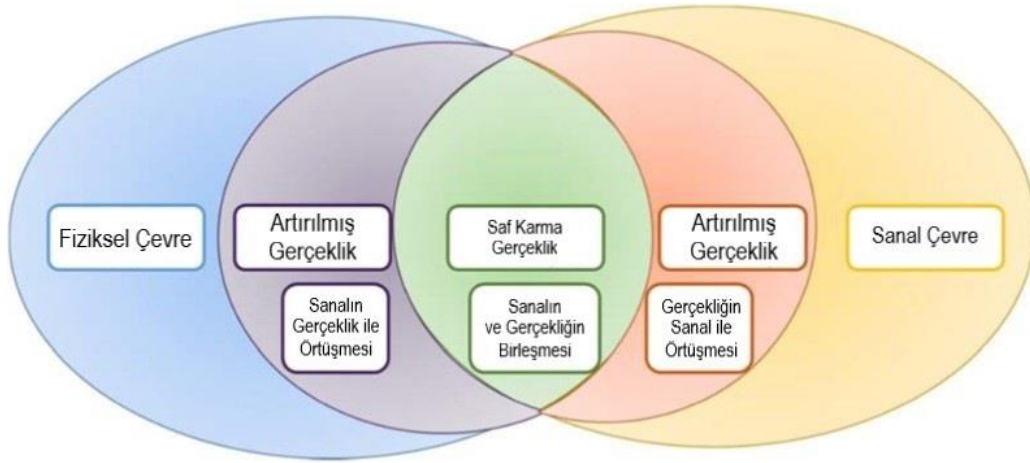 Fiziksel Çevre
Artırılmış
Gerçeklik
Saf Karma
Gerçeklik
Artırılmış
Gerçeklik
Sanal Çevre
Sanalın
Gerçeklik ile
Örtüşmesi
Sanalın
ve Gerçekliğin
Birleşmesi
Gerçekliğin
Sanal ile
Örtüşmesi